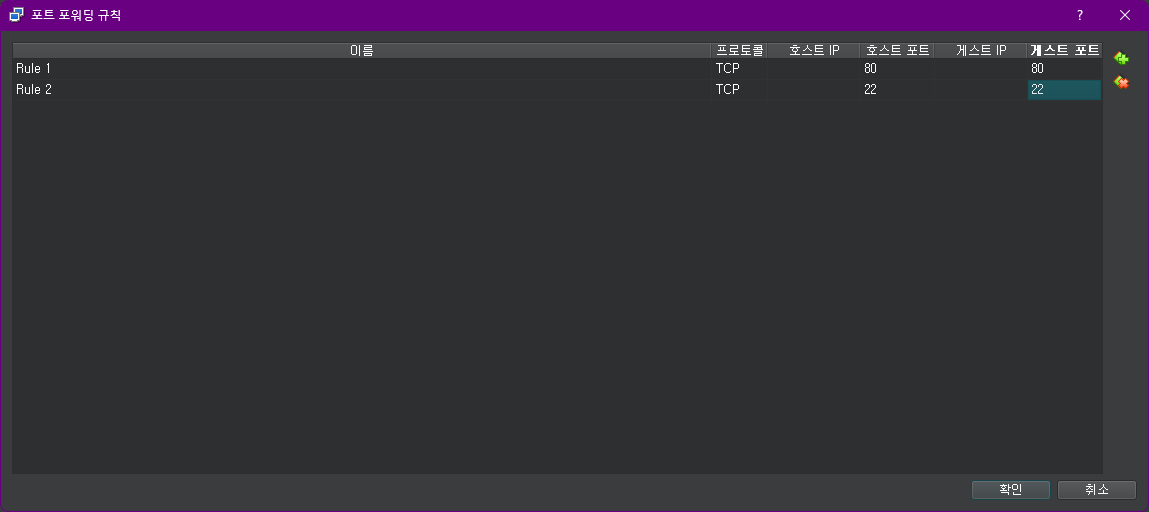 포트 포워딩 규칙
?
이름 프로토콜 호스트 IP 호스트 포트 게스트 IP 게스트 포트
Rule 1 TCP 80 80
Rule 2 TCP 22 22
확인 취소